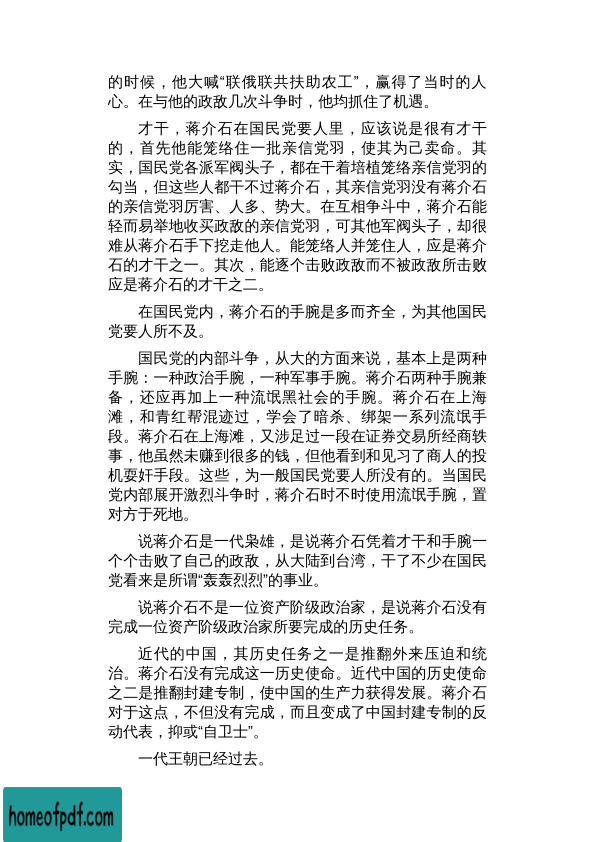 的时候，他大喊“联俄联共扶助农工”，赢得了当时的人
心。在与他的政敌几次斗争时，他均抓住了机遇。
才干，蒋介石在国民党要人里，应该说是很有才干
的，首先他能笼络住一批亲信党羽，使其为己卖命。其
实，国民党各派军阀头子，都在干着培植笼络亲信党羽的
勾当，但这些人都干不过蒋介石，其亲信党羽没有蒋介石
的亲信党羽厉害、人多、势大。在互相争斗中，蒋介石能
轻而易举地收买政敌的亲信党羽，可其他军阀头子，却很
难从蒋介石手下挖走他人。能笼络人并笼住人，应是蒋介
石的才干之一。其次，能逐个击败政敌而不被政敌所击败
应是蒋介石的才干之二。
在国民党内，蒋介石的手腕是多而齐全，为其他国民
党要人所不及。
国民党的内部斗争，从大的方面来说，基本上是两种
手腕：一种政治手腕，一种军事手腕。蒋介石两种手腕兼
备，还应再加上一种流氓黑社会的手腕。蒋介石在上海
滩，和青红帮混迹过，学会了暗杀、绑架一系列流氓手
段。蒋介石在上海滩，又涉足过一段在证券交易所经商轶
事，他虽然未赚到很多的钱，但他看到和见习了商人的投
机耍奸手段。这些，为一般国民党要人所没有的。当国民
党内部展开激烈斗争时，蒋介石时不时使用流氓手腕，置
对方于死地。
说蒋介石是一代枭雄，是说蒋介石凭着才干和手腕一
个个击败了自己的政敌，从大陆到台湾，干了不少在国民
党看来是所谓“轰轰烈烈”的事业。
说蒋介石不是一位资产阶级政治家，是说蒋介石没有
完成一位资产阶级政治家所要完成的历史任务。
近代的中国，其历史任务之一是推翻外来压迫和统
治。蒋介石没有完成这一历史使命。近代中国的历史使命
之二是推翻封建专制，使中国的生产力获得发展。蒋介石
对于这点，不但没有完成，而且变成了中国封建专制的反
动代表，抑或“自卫士”。
一代王朝已经过去。
homeofpdf.com